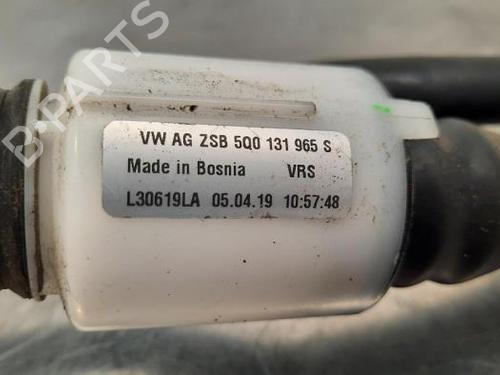 VW AG ZSB 5Q0 131 965 S
Made in Bosnia VRS
L30619LA 05.04.19 10:57:48
B-PARTS